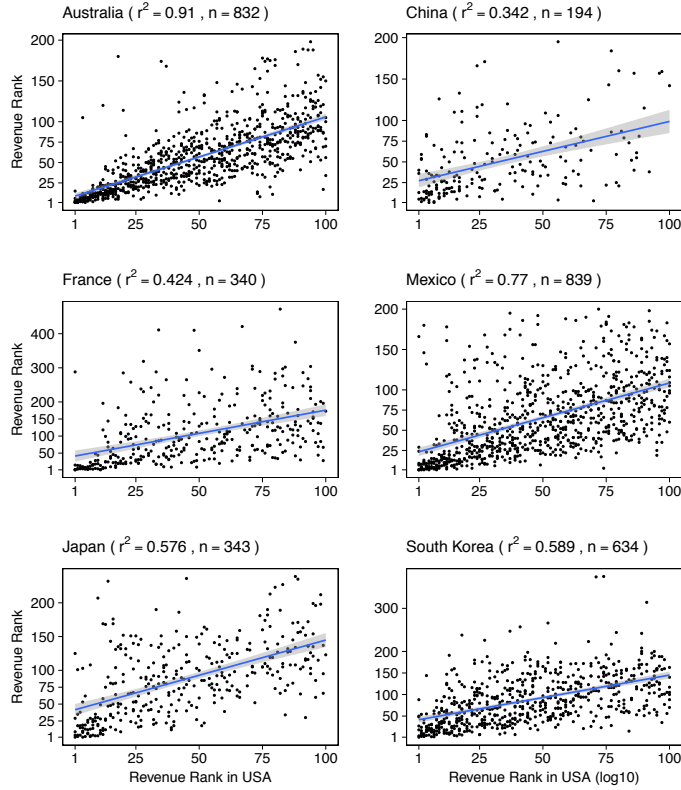 Australia ( r² = 0.91 , n = 832 )
China ( r² = 0.342 , n = 194 )
Revenue Rank
200
150
100
75
50
25
1
200
150
100
75
50
25
1
1 25 50 75 100
1 25 50 75 100
France ( r² = 0.424 , n = 340 )
Mexico ( r² = 0.77 , n = 839 )
Revenue Rank
400
300
200
150
100
50
1
200
150
100
75
50
25
1
1 25 50 75 100
1 25 50 75 100
Japan ( r² = 0.576 , n = 343 )
South Korea ( r² = 0.589 , n = 634 )
Revenue Rank
200
150
100
75
50
25
1
300
200
150
100
50
1
1 25 50 75 100
1 25 50 75 100
Revenue Rank in USA
Revenue Rank in USA (log10)